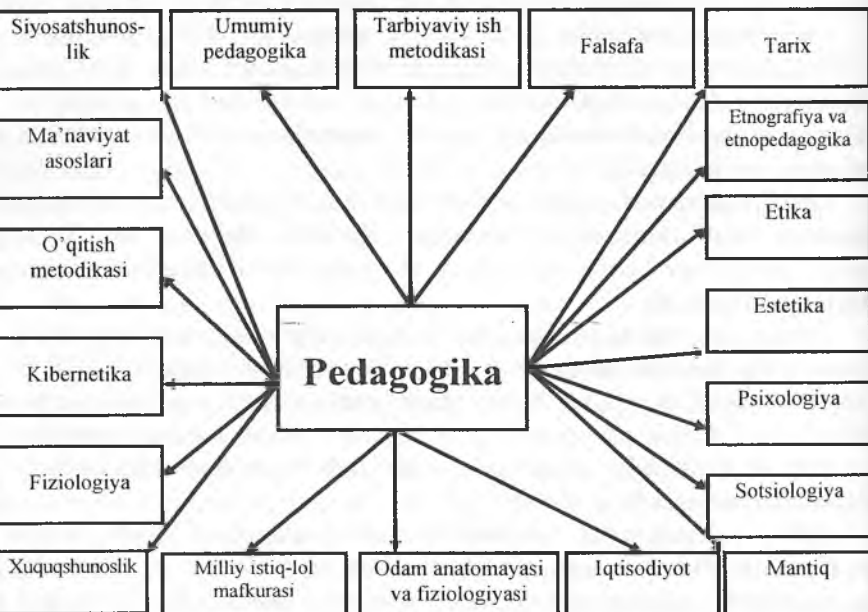 Siyosatshunos-
lik
Umumiy
pedagogika
Tarbiyaviy ish
metodikasi
Falsafa
Tarix
Ma'naviyat
asoslari
Etnografiya va
etnopedagogika
Etika
O'qitish
metodikasi
Estetika
Pedagogika
Kibernetika
Psixologiya
Fiziologiya
Sotsiologiya
Xuquqshunoslik
Milliy istiq-lol
mafkurasi
Odam anatomayasi
va fiziologiyasi
Iqtisodiyot
Mantiq